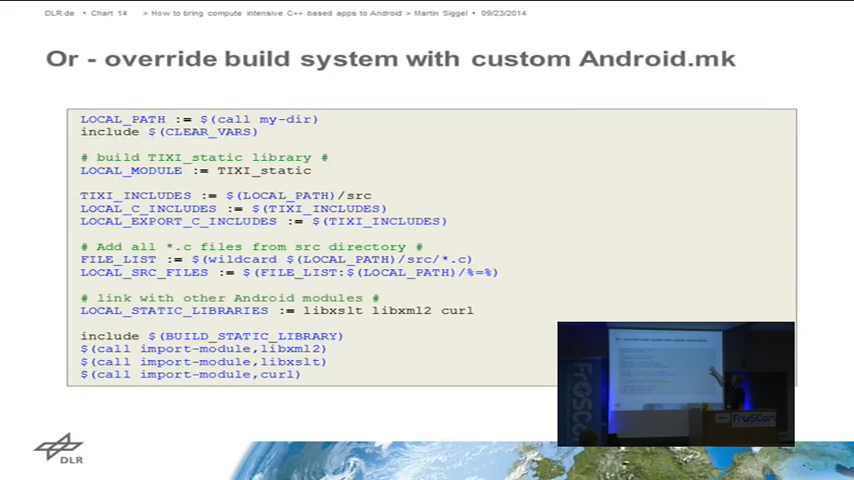 DLR.de • Chart 14 > How to bring compute intensive C++ based apps to Android > Martin Siggel • 09/23/2014
Or - override build system with custom Android.mk
LOCAL_PATH := $(call my-dir)
include $(CLEAR_VARS)
# build TIXI_static library #
LOCAL_MODULE := TIXI_static
TIXI_INCLUDES := $(LOCAL_PATH)/src
LOCAL_C_INCLUDES := $(TIXI_INCLUDES)
LOCAL_EXPORT_C_INCLUDES := $(TIXI_INCLUDES)
# Add all *.c files from src directory #
FILE_LIST := $(wildcard $(LOCAL_PATH)/src/*.c)
LOCAL_SRC_FILES := $(FILE_LIST:$(LOCAL_PATH)/%=%)
# link with other Android modules #
LOCAL_STATIC_LIBRARIES := libxslt libxml2 curl
include $(BUILD_STATIC_LIBRARY)
$(call import-module,libxml2)
$(call import-module,libxslt)
$(call import-module,curl)
FrOSCon
FrOSCon
DLR